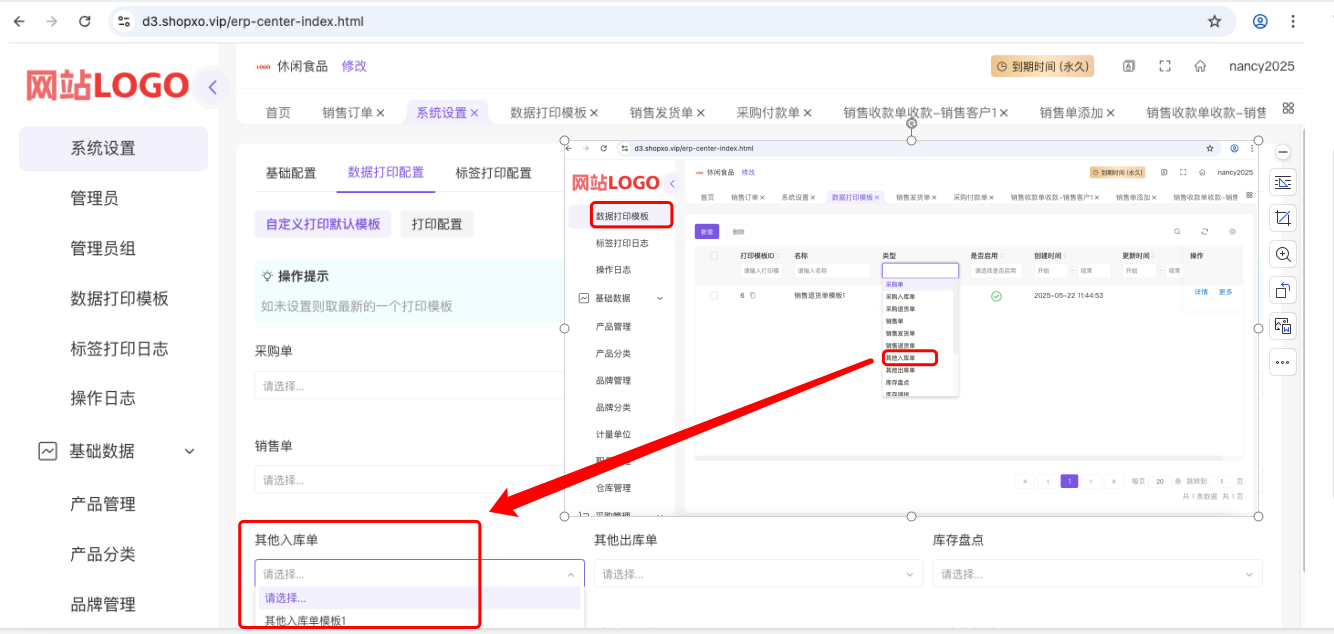 d3.shopxo.vip/erp-center-index.html
网站LOGO
LOGO 休闲食品 修改
到期时间 (永久)
nancy2025
首页 销售订单 系统设置 数据打印模板 销售发货单 采购付款单 销售收款单收款-销售客户1 销售单添加 销售收款单收款-销售
系统设置
管理员
管理员组
数据打印模板
标签打印日志
操作日志
基础数据
产品管理
产品分类
品牌管理
基础配置 数据打印配置 标签打印配置
自定义打印默认模板 打印配置
操作提示
如未设置则取最新的一个打印模板
采购单
请选择...
销售单
请选择...
其他入库单
请选择...
请选择...
其他入库单模板1
其他出库单
请选择...
库存盘点
请选择...
d3.shopxo.vip/erp-center-index.html
网站LOGO
休闲食品 修改
到期时间 (永久)
nancy2025
首页 销售订单 系统设置 数据打印模板 销售发货单 采购付款单 销售收款单收款-销售客户1 销售单添加 销售收款单收款-销售
数据打印模板
标签打印日志
操作日志
基础数据
产品管理
产品分类
品牌管理
品牌分类
计量单位
仓库管理
采购管理
新增 删除
打印模板ID 名称 类型 是否启用 创建时间 更新时间 操作
请输入打印模 请输入名称 请选择是否启用 开始 - 结束 开始 - 结束
6 销售退货单模板1 2025-05-22 11:44:53 详情 更多
采购单
采购入库单
采购退货单
销售单
销售发货单
销售退货单
其他入库单
其他出库单
库存盘点
库存调拨
« ‹ 1 › » 每页 20 条 跳转到 1 页
共 1 条数据 共 1 页